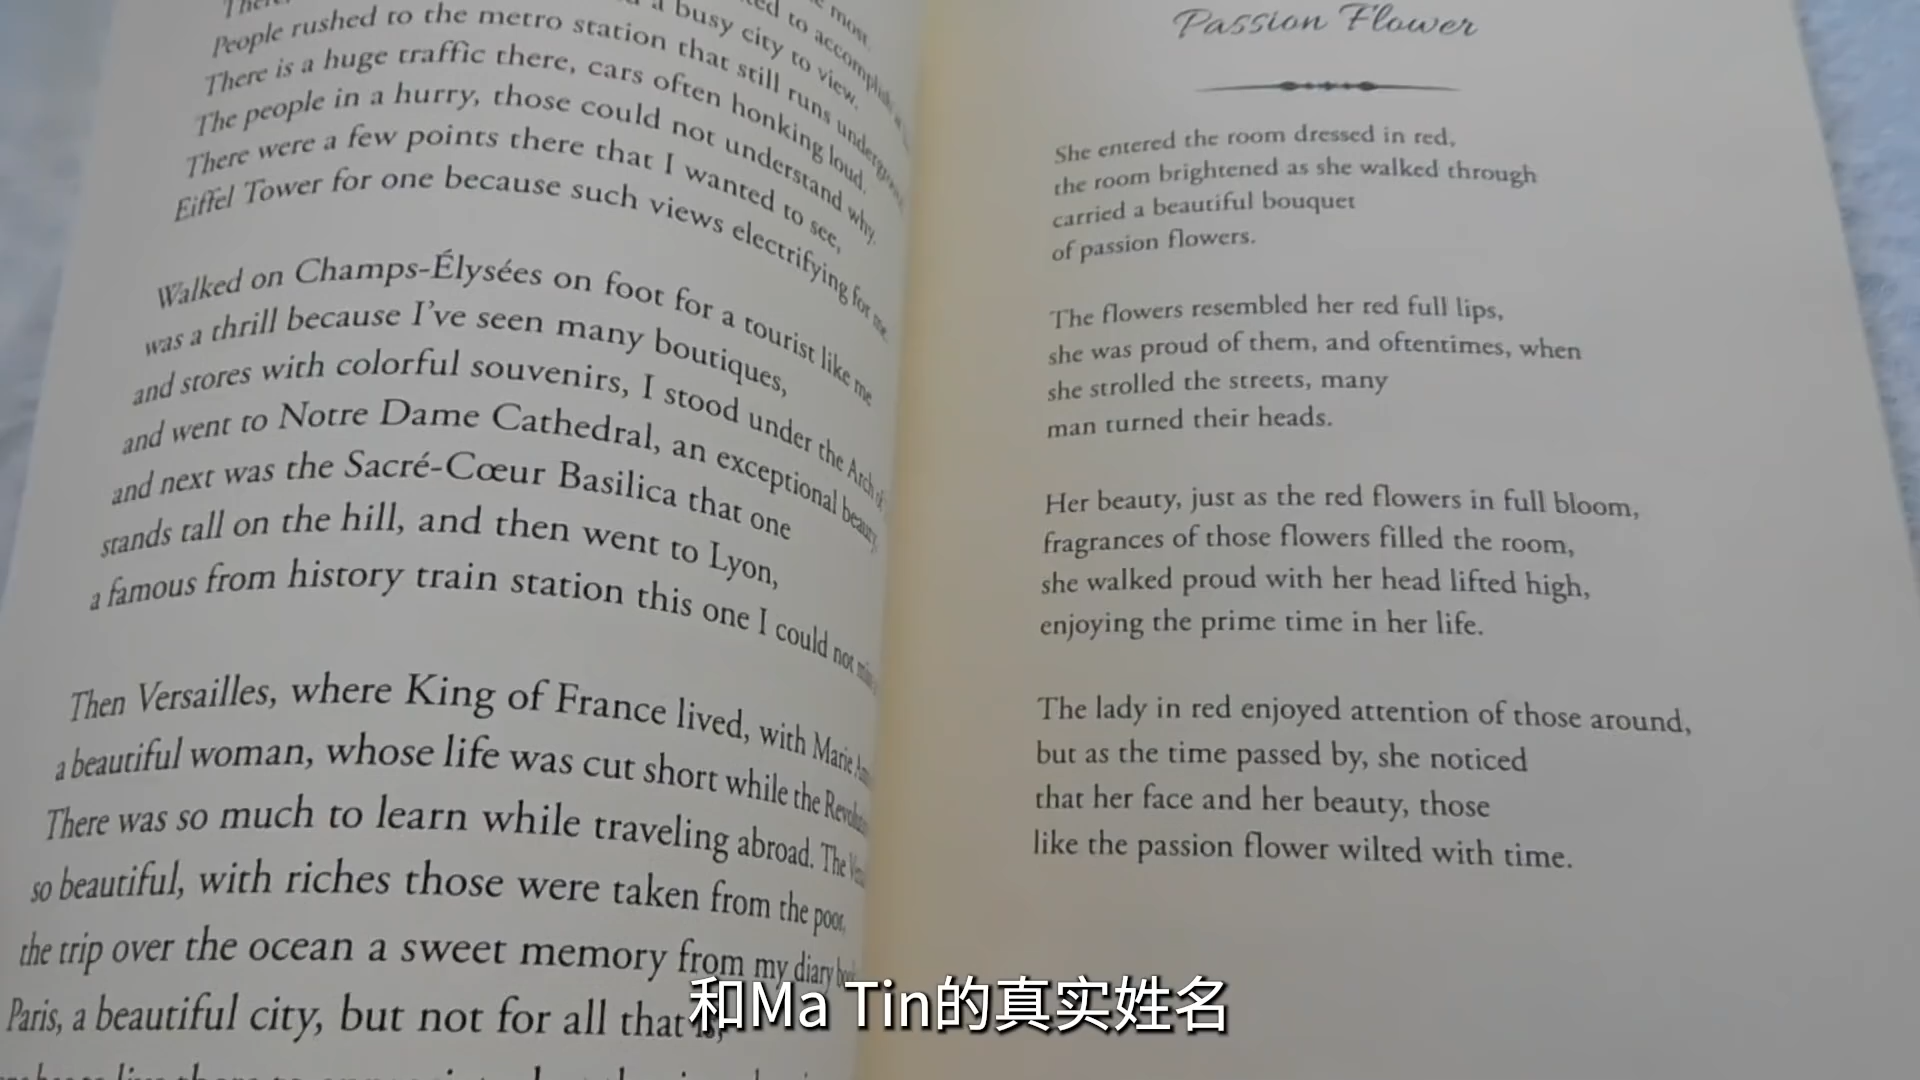 People rushed to the metro station that still runs
There is a huge traffic there, cars often honking loud.
The people in a hurry, those could not understand why.
There were a few points there that I wanted to see,
Eiffel Tower for one because such views electrifying for me.
Walked on Champs-Élysées on foot for a tourist like me
was a thrill because I've seen many boutiques,
and stores with colorful souvenirs, I stood under the Arch
and went to Notre Dame Cathedral, an exceptional beauty,
and next was the Sacré-Cœur Basilica that one
stands tall on the hill, and then went to Lyon,
a famous from history train station this one I could not
Then Versailles, where King of France lived, with Marie
a beautiful woman, whose life was cut short while the
There was so much to learn while traveling abroad. The
so beautiful, with riches those were taken from the poor,
the trip over the ocean a sweet memory from my diary
Paris, a beautiful city, but not for all that
Passion Flower
She entered the room dressed in red,
the room brightened as she walked through
carried a beautiful bouquet
of passion flowers.
The flowers resembled her red full lips,
she was proud of them, and oftentimes, when
she strolled the streets, many
man turned their heads.
Her beauty, just as the red flowers in full bloom,
fragrances of those flowers filled the room,
she walked proud with her head lifted high,
enjoying the prime time in her life.
The lady in red enjoyed attention of those around,
but as the time passed by, she noticed
that her face and her beauty, those
like the passion flower wilted with time.
和Ma Tin的真实姓名